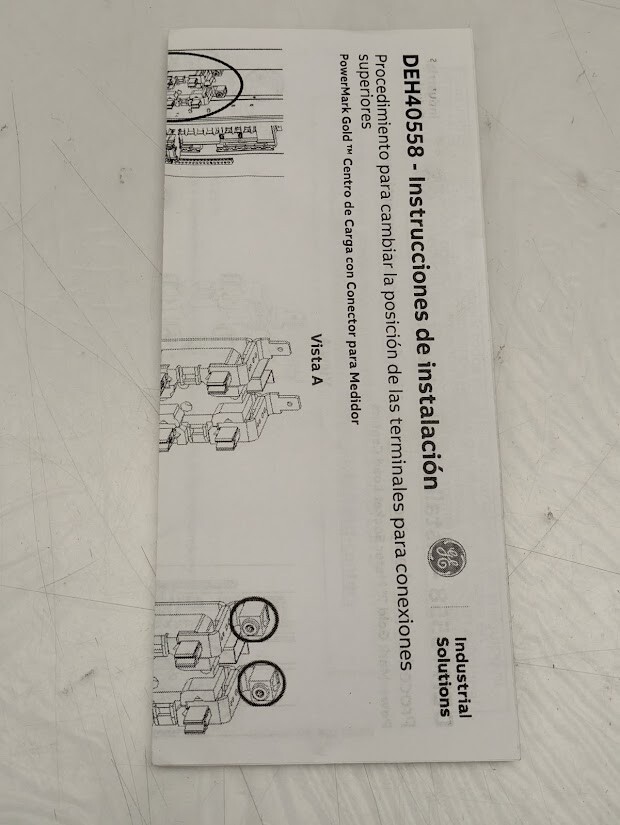 DEH40558 - Instrucciones de instalación
Procedimiento para cambiar la posición de las terminales para conexiones
superiores
PowerMark Gold™ Centro de Carga con Conector para Medidor
GE
Industrial
Solutions
Vista A